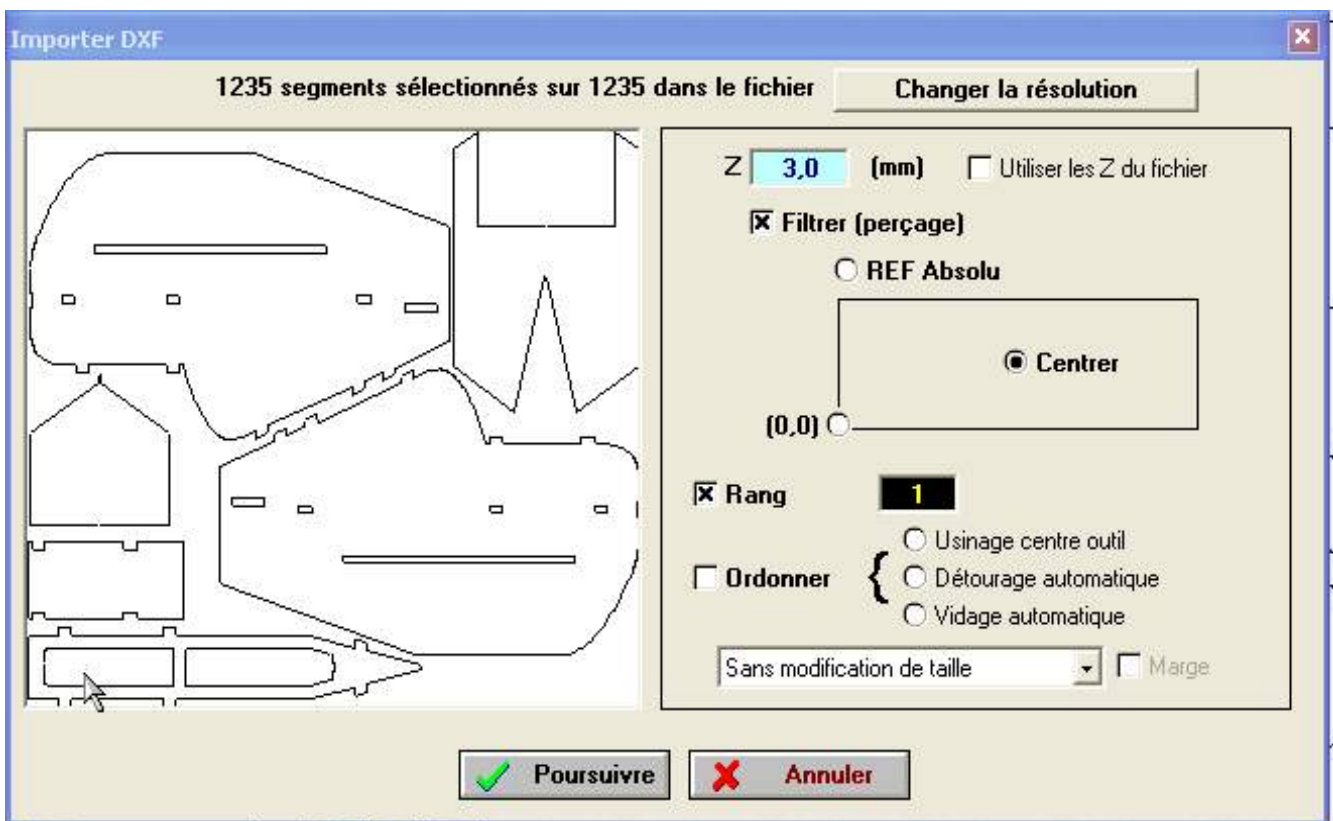 Importer DXF
1235 segments sélectionnés sur 1235 dans le fichier
Changer la résolution
Z 3,0 (mm) Utiliser les Z du fichier
Filtrer (perçage)
REF Absolu
Centrer
(0,0)
Rang 1
Usinage centre outil
Ordonner { Détourage automatique
Vidage automatique
Sans modification de taille Marge
Poursuivre Annuler